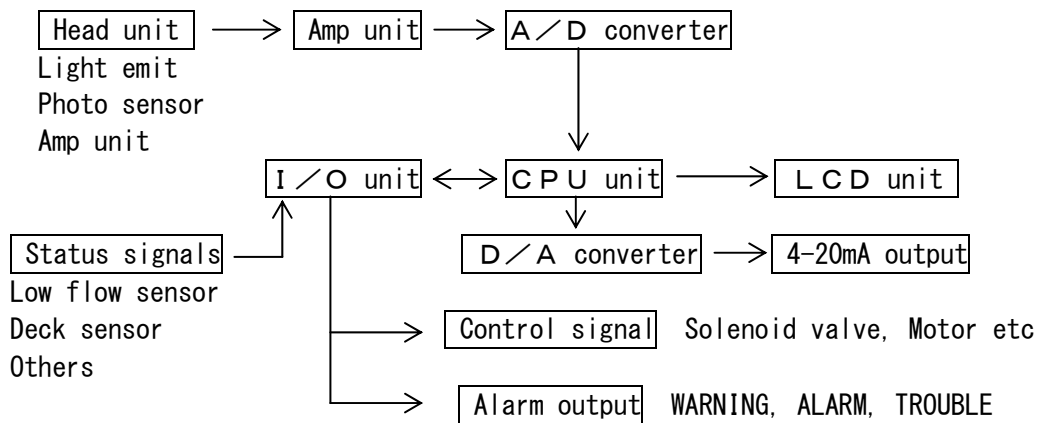 Head unit
Amp unit
A/D converter
Light emit
Photo sensor
Amp unit
I/O unit
CPU unit
LCD unit
Status signals
D/A converter
4-20mA output
Low flow sensor
Deck sensor
Others
Control signal
Solenoid valve, Motor etc
Alarm output
WARNING, ALARM, TROUBLE